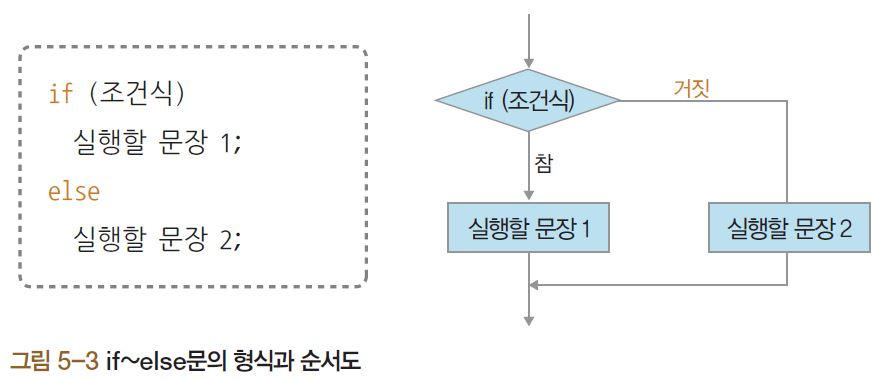 if (조건식)
실행할 문장 1;
else
실행할 문장 2;
if (조건식)
거짓
참
실행할 문장 1
실행할 문장 2
그림 5-3 if~else문의 형식과 순서도